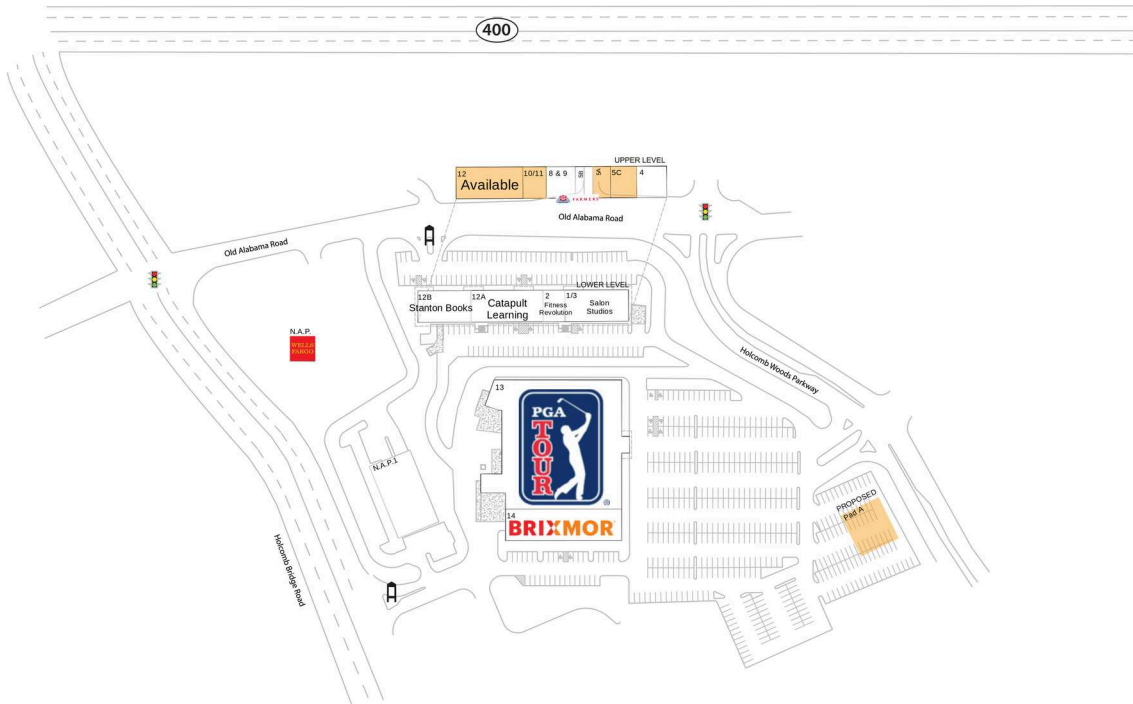 400
UPPER LEVEL
12
Available
10/11
8 & 9
5B
5A
5C
4
FARMERS
Old Alabama Road
Old Alabama Road
LOWER LEVEL
12B
Stanton Books
12A
Catapult
Learning
2
Fitness
Revolution
1/3
Salon
Studios
N.A.P.
WELLS
FARGO
Holcomb Woods Parkway
13
PGA
TOUR
®
14
BRIXMOR
N.A.P.1
PROPOSED
Pad A
Holcomb Bridge Road